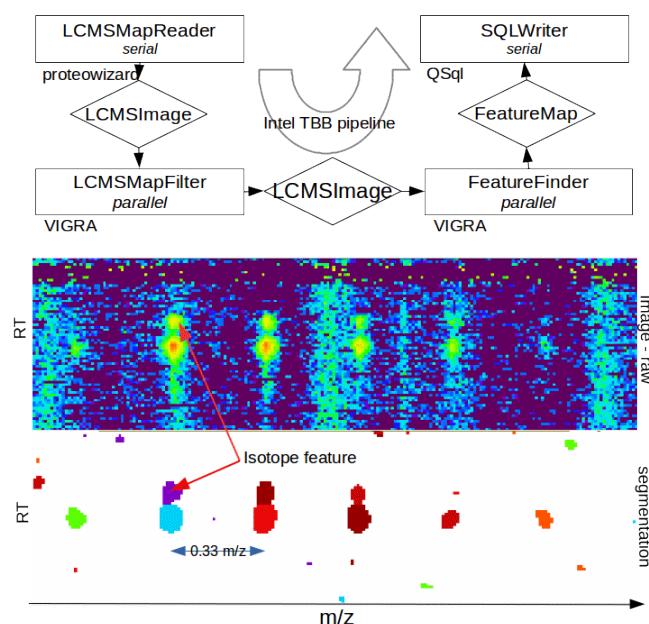 LCMSMapReader
serial
SQLWriter
serial
proteowizard
QSql
LCMSImage
Intel TBB pipeline
FeatureMap
LCMSMapFilter
parallel
LCMSImage
FeatureFinder
parallel
VIGRA
VIGRA
RT
image - raw
Isotope feature
RT
segmentation
0.33 m/z
m/z